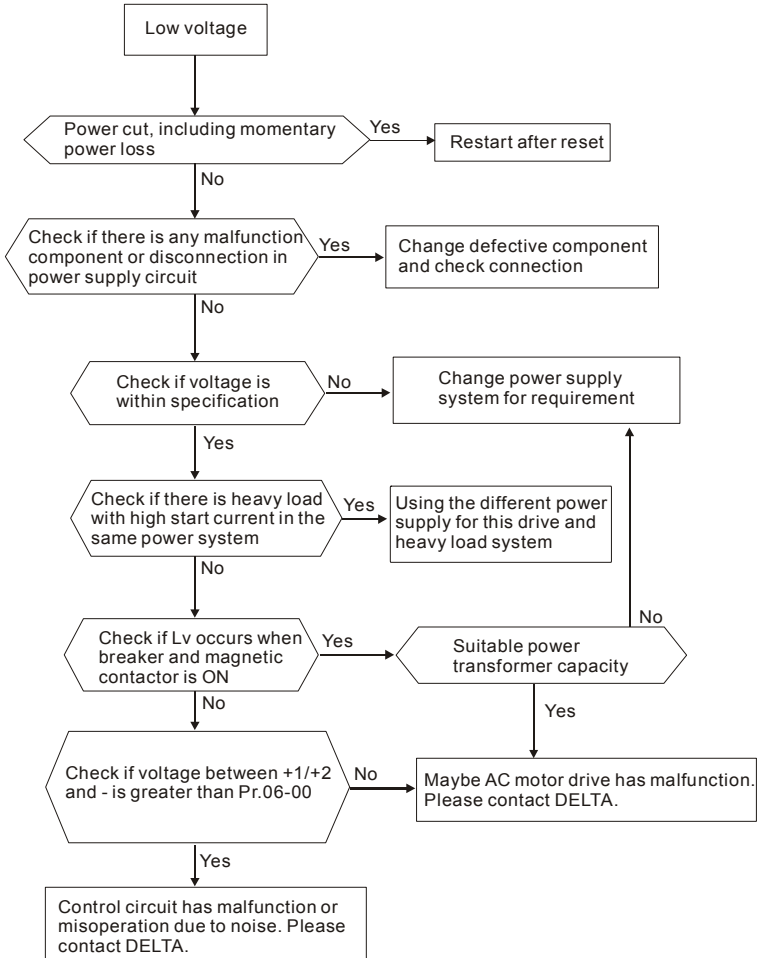 Low voltage
Power cut, including momentary
power loss
Yes
Restart after reset
No
Check if there is any malfunction
component or disconnection in
power supply circuit
Yes
Change defective component
and check connection
No
Check if voltage is
within specification
No
Change power supply
system for requirement
Yes
Check if there is heavy load
with high start current in the
same power system
Yes
Using the different power
supply for this drive and
heavy load system
No
Check if Lv occurs when
breaker and magnetic
contactor is ON
Yes
Suitable power
transformer capacity
No
Yes
No
Check if voltage between +1/+2
and - is greater than Pr.06-00
No
Maybe AC motor drive has malfunction.
Please contact DELTA.
Yes
Control circuit has malfunction or
misoperation due to noise. Please
contact DELTA.